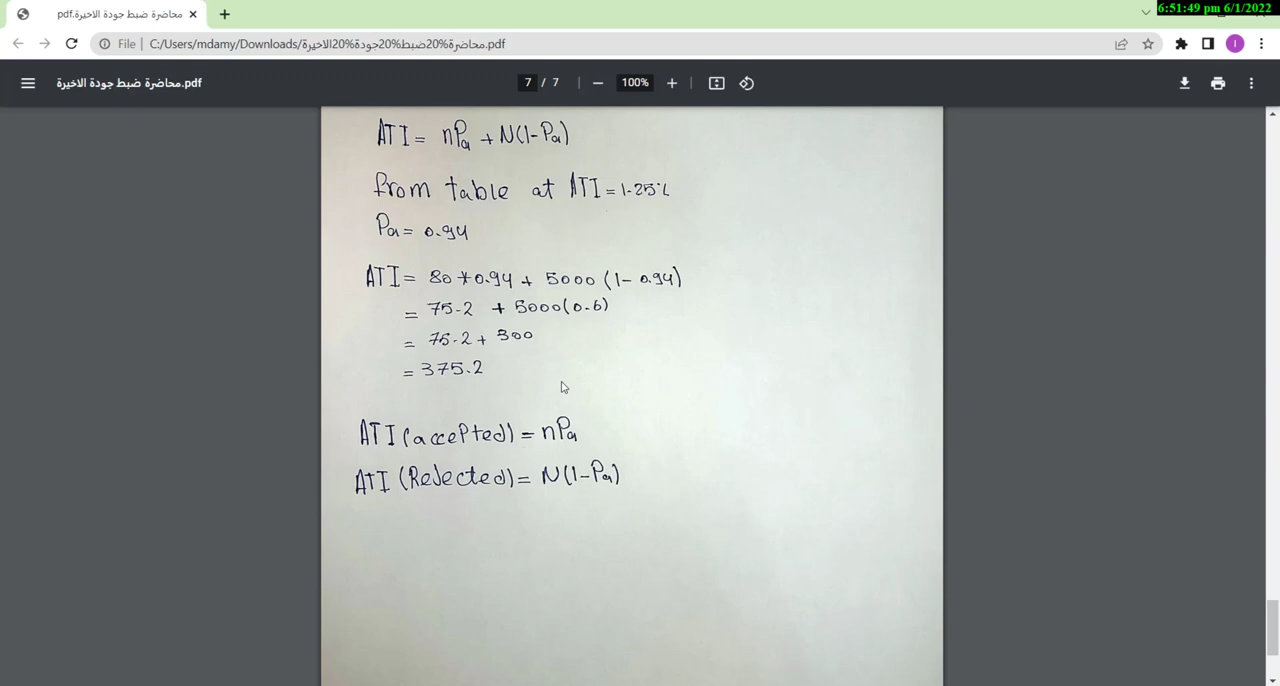 6:51:49 pm 6/1/2022
محاضرة ضبط جودة الاخيرة.pdf
File C:/Users/mdamy/Downloads/محاضرة%20ضبط%20جودة%20الاخيرة.pdf
I
محاضرة ضبط جودة الاخيرة.pdf
7 / 7
100%
ATI = nPa + N(1-Pa)
from table at ATI = 1.25%
Pa = 0.94
ATI = 80 * 0.94 + 5000 (1- 0.94)
= 75.2 + 5000(0.6)
= 75.2 + 300
= 375.2
ATI (accepted) = nPa
ATI (Rejected) = N(1-Pa)